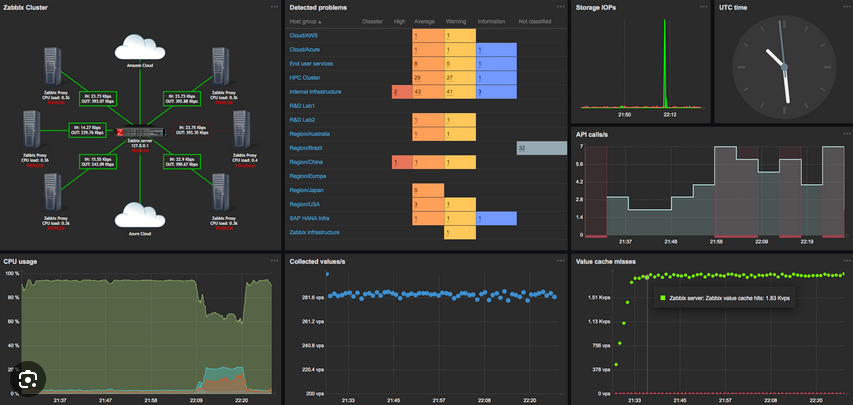 Zabbix Cluster
Amazon Cloud
Zabbix Proxy
CPU load: 0.36
IN: 23.73 Kbps
OUT: 393.07 Kbps
IN: 23.73 Kbps
OUT: 392.88 Kbps
Zabbix Proxy
CPU load: 0.36
Zabbix Proxy
CPU load: 0.36
IN: 14.27 Kbps
OUT: 239.76 Kbps
Zabbix server
127.0.0.1
IN: 23.75 Kbps
Zabbix Proxy
CPU load: 0.4
IN: 15.55 Kbps
OUT: 243.09 Kbps
IN: 22.9 Kbps
OUT: 390.67 Kbps
Zabbix Proxy
CPU load: 0.36
Zabbix Proxy
CPU load: 0.36
Azure Cloud
Detected problems
Host group Disaster High Average Warning Information Not classified
Cloud/AWS 1 1
Cloud/Azure 1 1 1
End user services 8 5 1
HPC Cluster 29 27 1
Internal Infrastructure 2 43 41 3
R&D Lab1
R&D Lab2 1 1
Region/Australia 1 1
Region/Brazil 32
Region/China 1 1 1
Region/Europe
Region/Japan 5
Region/USA 3 1
SAP HANA Infra 1 1 1
Zabbix infrastructure 1
Storage IOPs
21:50 22:12
UTC time
API calls/s
7
6
5
4
3
2
1
0
21:37 21:48 21:58 22:09 22:19
CPU usage
100 %
80 %
60 %
40 %
20 %
0 %
21:37 21:47 21:58 22:09 22:20
Collected values/s
281.6 vps
261.2 vps
240.8 vps
220.4 vps
200 vps
21:33 21:45 21:57 22:08 22:20
Value cache misses
1.51 Kvps
1.13 Kvps
756 vps
378 vps
0 vps
Zabbix server: Zabbix value cache hits: 1.83 Kvps
21:33 21:45 21:57 22:08 22:20